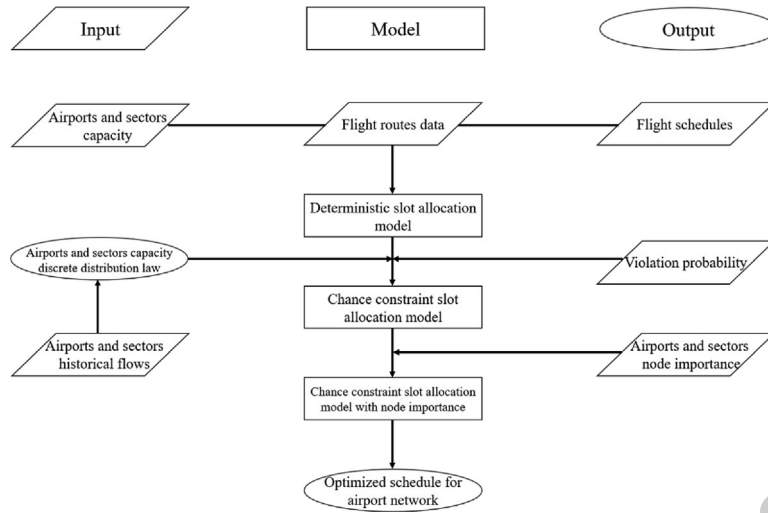 Input
Model
Output
Airports and sectors
capacity
Flight routes data
Flight schedules
Deterministic slot allocation
model
Airports and sectors capacity
discrete distribution law
Violation probability
Chance constraint slot
allocation model
Airports and sectors
historical flows
Airports and sectors
node importance
Chance constraint slot allocation
model with node importance
Optimized schedule for
airport network